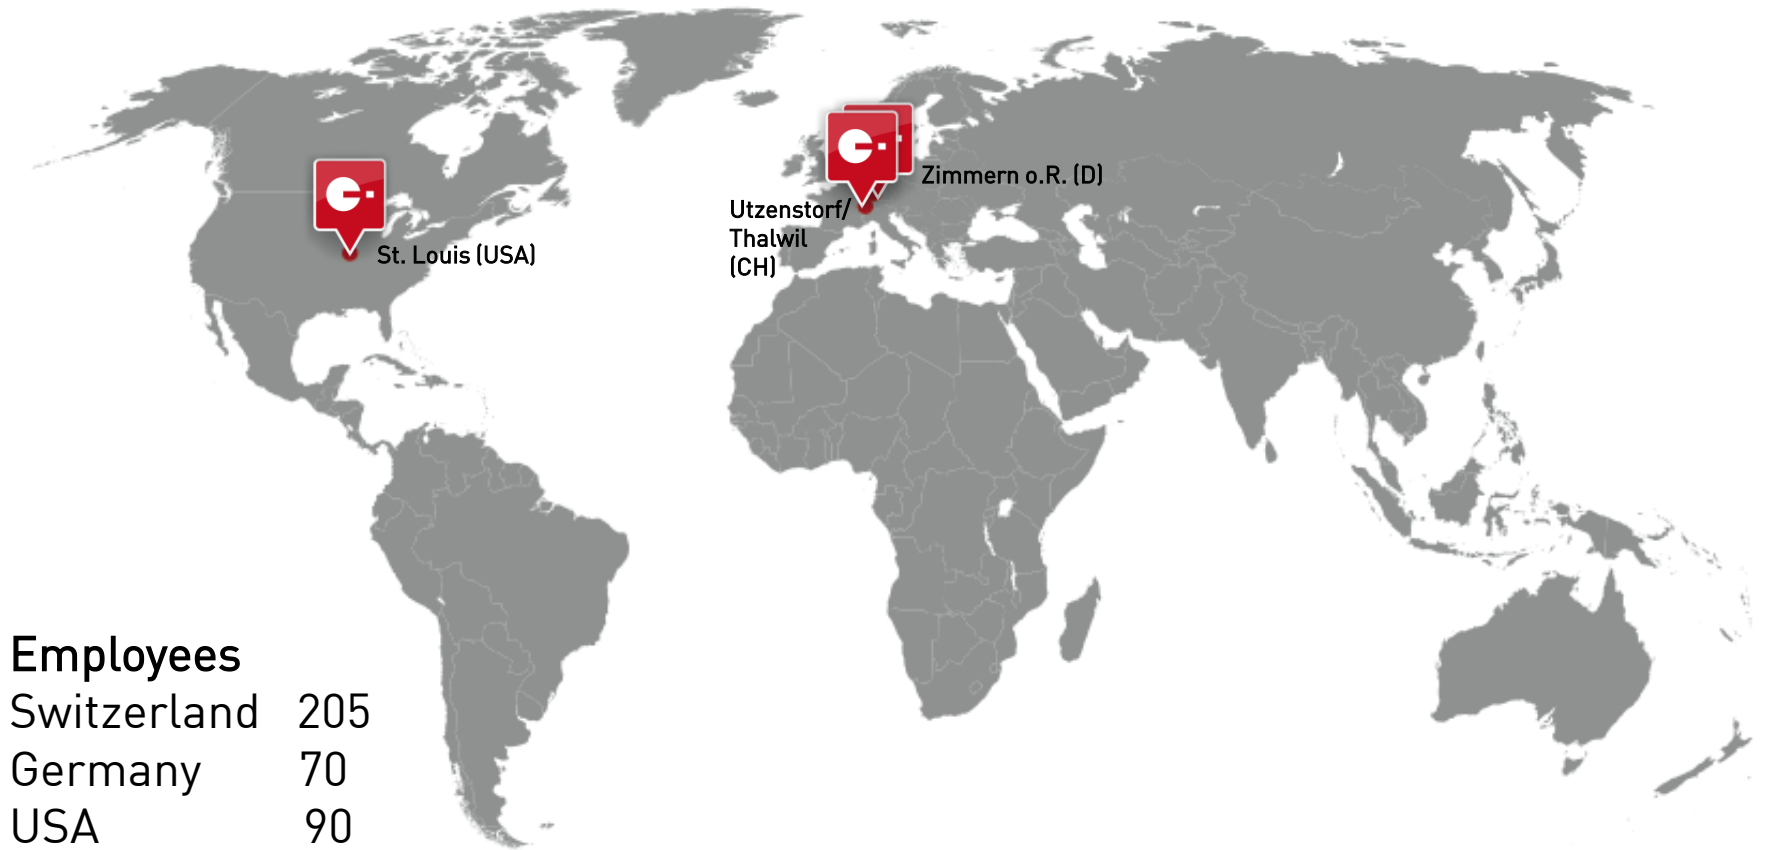 Zimmern o.R. (D)
Utzenstorf/
Thalwil
(CH)
St. Louis (USA)
Employees
Switzerland 205
Germany 70
USA 90